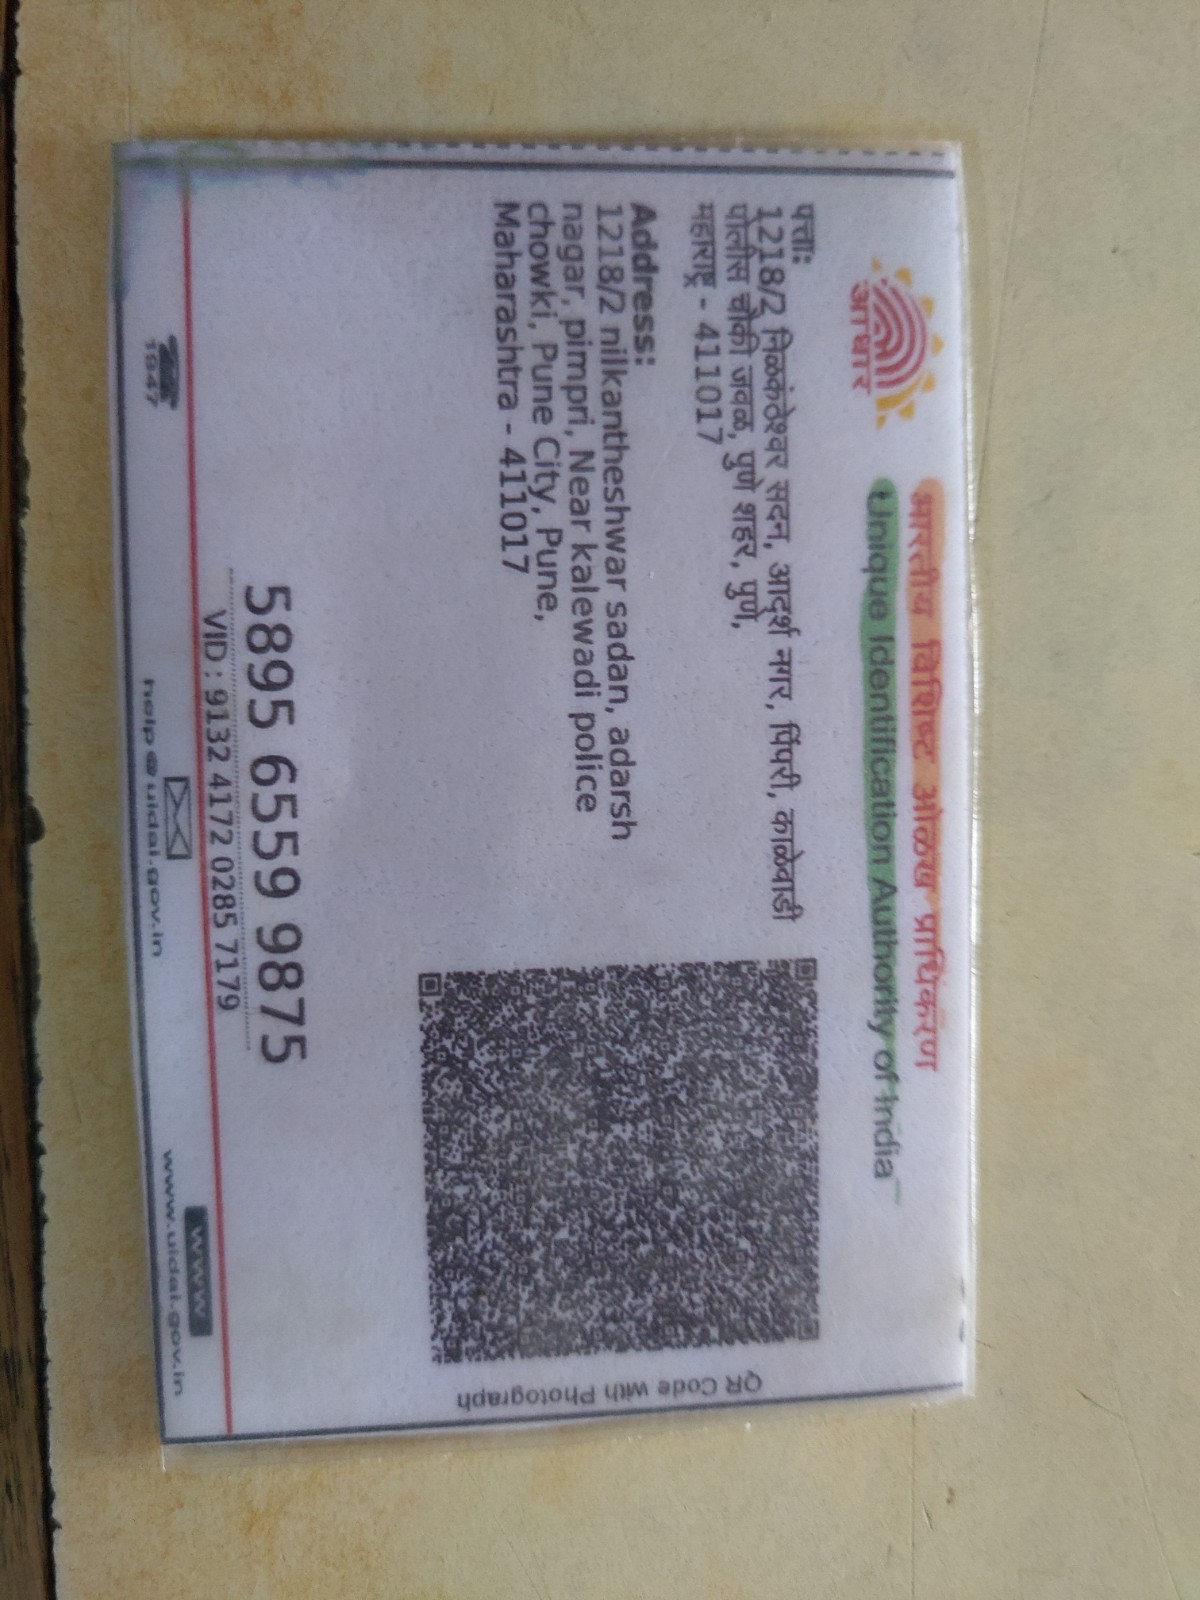 भारतीय विशिष्ट ओळख प्राधिकरण
Unique Identification Authority of India
आधार
पत्ता:
1218/2 निळकंठेश्वर सदन, आदर्श नगर, पिंपरी, काळेवाडी
पोलीस चौकी जवळ, पुणे शहर, पुणे,
महाराष्ट्र - 411017
Address:
1218/2 nilkantheshwar sadan, adarsh
nagar, pimpri, Near kalewadi police
chowki, Pune City, Pune,
Maharashtra - 411017
QR Code with Photograph
5895 6559 9875
VID : 9132 4172 0285 7179
1947
help@uidai.gov.in
WWW
www.uidai.gov.in